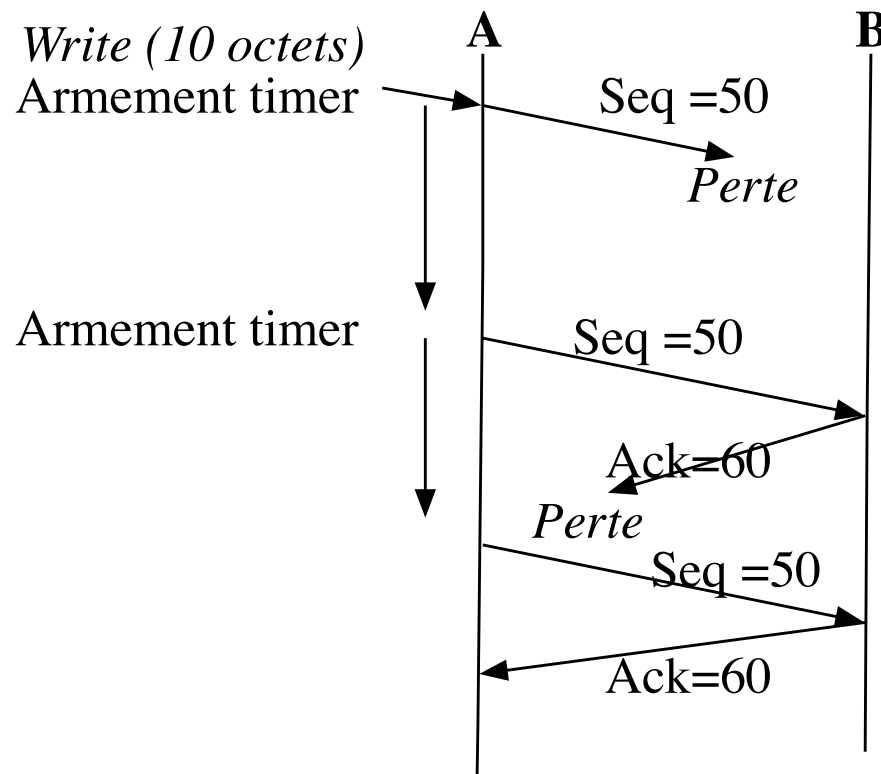 A
B
Write (10 octets)
Armement timer
Seq =50
Perte
Armement timer
Seq =50
Ack=60
Perte
Seq =50
Ack=60